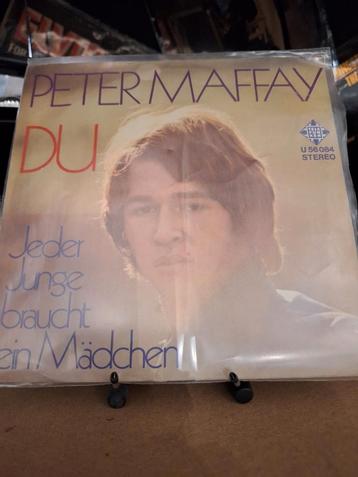 PETER MAFFAY
DU
U 56 084
STEREO
Jeder
Junge
braucht
ein Mädchen